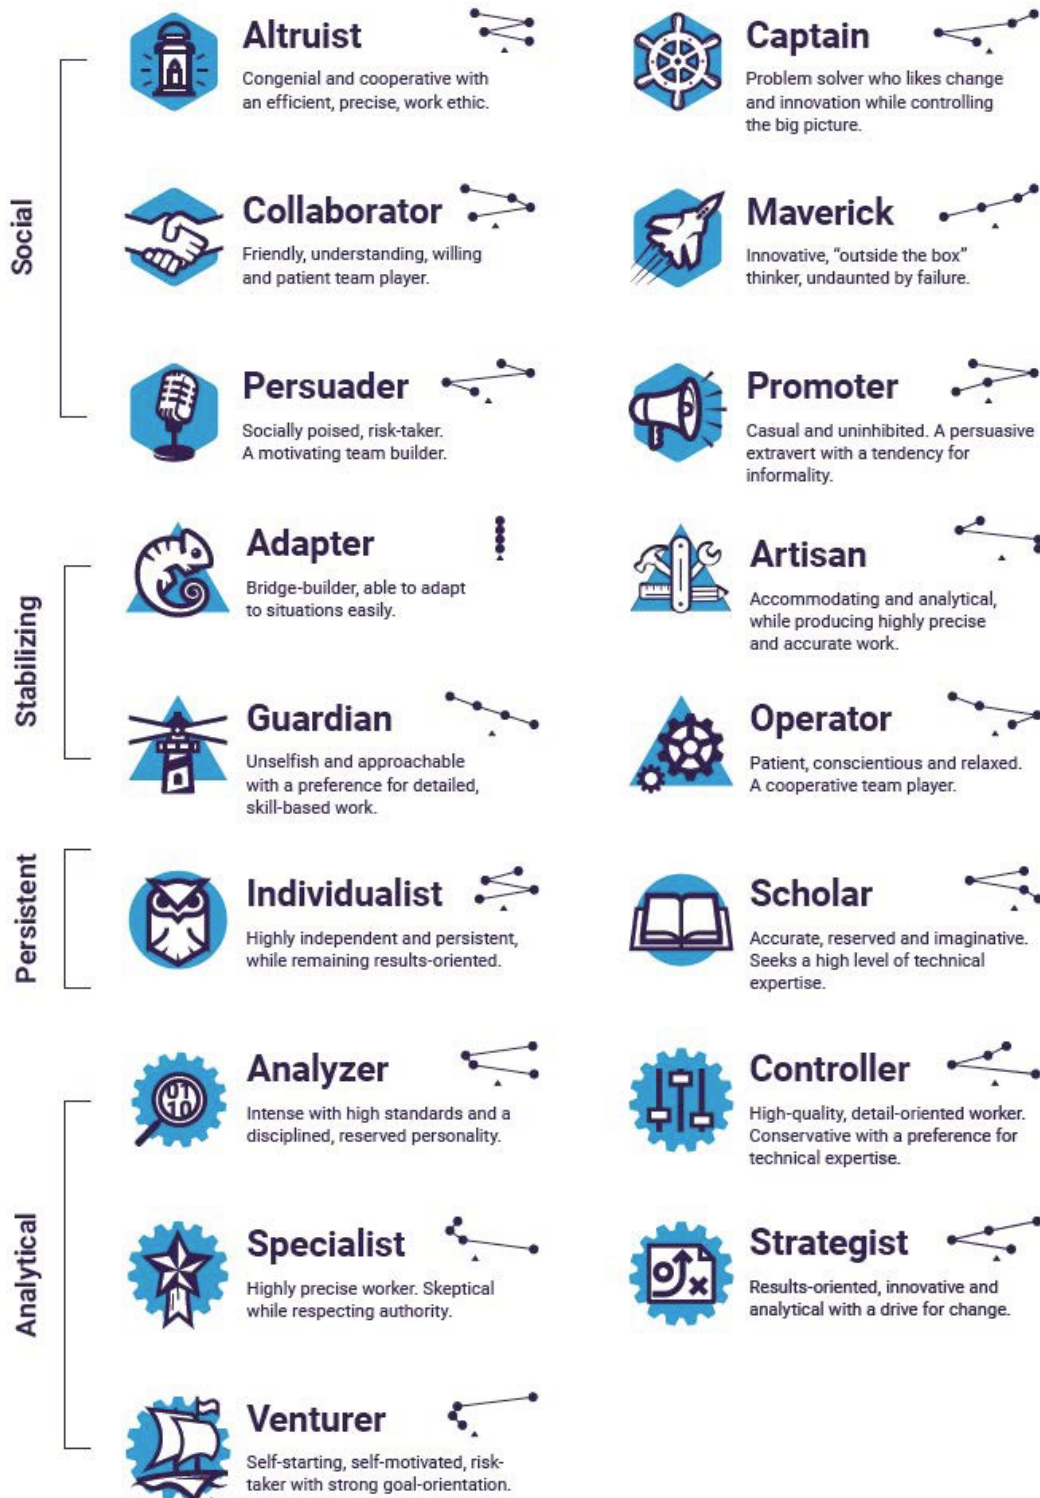 Social
Altruist
Congenial and cooperative with
an efficient, precise, work ethic.
Captain
Problem solver who likes change
and innovation while controlling
the big picture.
Collaborator
Friendly, understanding, willing
and patient team player.
Maverick
Innovative, “outside the box”
thinker, undaunted by failure.
Persuader
Socially poised, risk-taker.
A motivating team builder.
Promoter
Casual and uninhibited. A persuasive
extravert with a tendency for
informality.
Stabilizing
Adapter
Bridge-builder, able to adapt
to situations easily.
Artisan
Accommodating and analytical,
while producing highly precise
and accurate work.
Guardian
Unselfish and approachable
with a preference for detailed,
skill-based work.
Operator
Patient, conscientious and relaxed.
A cooperative team player.
Persistent
Individualist
Highly independent and persistent,
while remaining results-oriented.
Scholar
Accurate, reserved and imaginative.
Seeks a high level of technical
expertise.
Analytical
Analyzer
Intense with high standards and a
disciplined, reserved personality.
01
10
Controller
High-quality, detail-oriented worker.
Conservative with a preference for
technical expertise.
Specialist
Highly precise worker. Skeptical
while respecting authority.
Strategist
Results-oriented, innovative and
analytical with a drive for change.
Venturer
Self-starting, self-motivated, risk-
taker with strong goal-orientation.